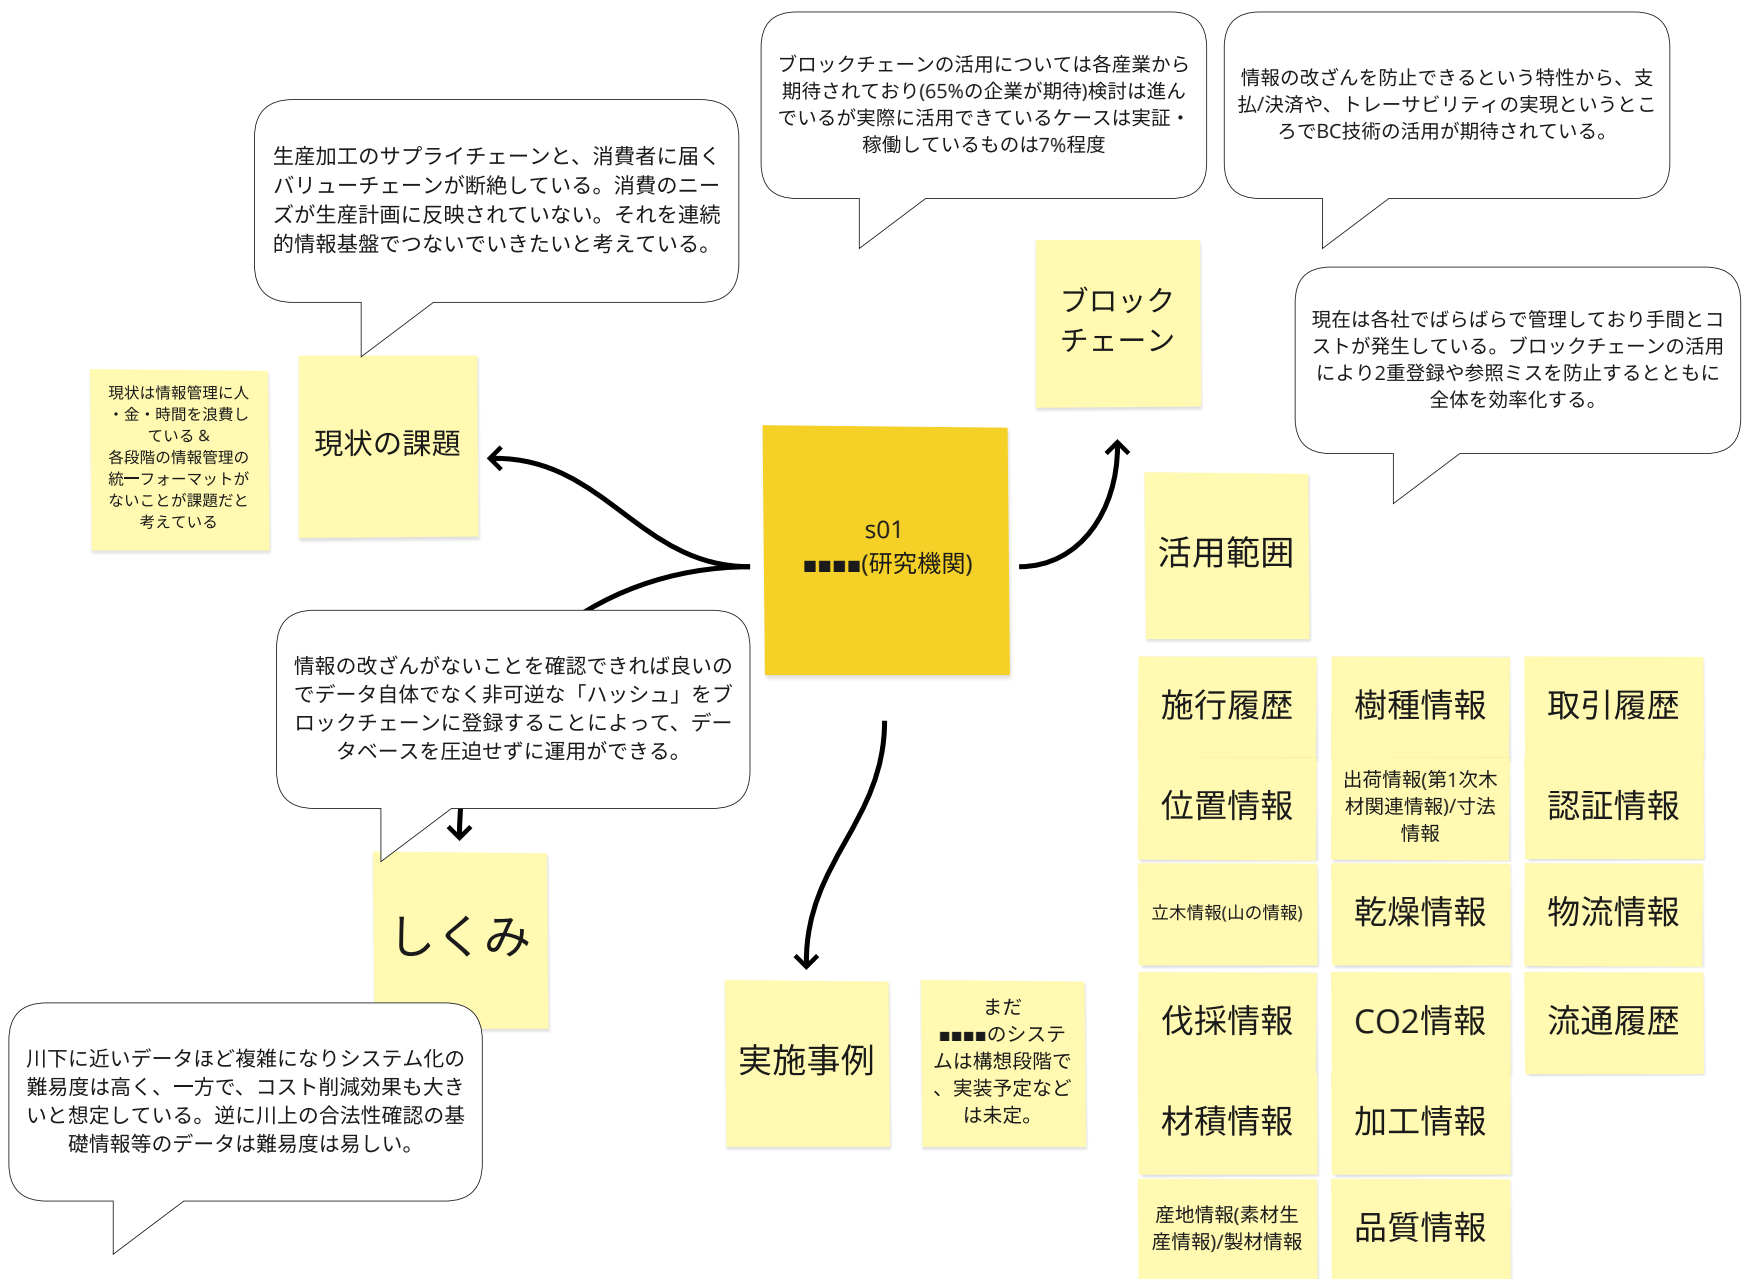 ブロックチェーンの活用については各産業から
期待されており(65%の企業が期待)検討は進ん
でいるが実際に活用できているケースは実証・
稼働しているものは7%程度
情報の改ざんを防止できるという特性から、支
払/決済や、トレーサビリティの実現というとこ
ろでBC技術の活用が期待されている。
生産加工のサプライチェーンと、消費者に届く
バリューチェーンが断絶している。消費のニー
ズが生産計画に反映されていない。それを連続
的情報基盤でつないでいきたいと考えている。
ブロック
チェーン
現在は各社でばらばらで管理しており手間とコ
ストが発生している。ブロックチェーンの活用
により2重登録や参照ミスを防止するとともに
全体を効率化する。
現状は情報管理に人
・金・時間を浪費し
ている &
各段階の情報管理の
統一フォーマットが
ないことが課題だと
考えている
現状の課題
s01
■■■■(研究機関)
活用範囲
情報の改ざんがないことを確認できれば良いの
でデータ自体でなく非可逆な「ハッシュ」をブ
ロックチェーンに登録することによって、デー
タベースを圧迫せずに運用ができる。
しくみ
川下に近いデータほど複雑になりシステム化の
難易度は高く、一方で、コスト削減効果も大き
いと想定している。逆に川上の合法性確認の基
礎情報等のデータは難易度は易しい。
実施事例
まだ
■■■■のシステ
ムは構想段階で
、実装予定など
は未定。
施行履歴
樹種情報
取引履歴
位置情報
出荷情報(第1次木
材関連情報)/寸法
情報
認証情報
立木情報(山の情報)
乾燥情報
物流情報
伐採情報
CO2情報
流通履歴
材積情報
加工情報
産地情報(素材生
産情報)/製材情報
品質情報